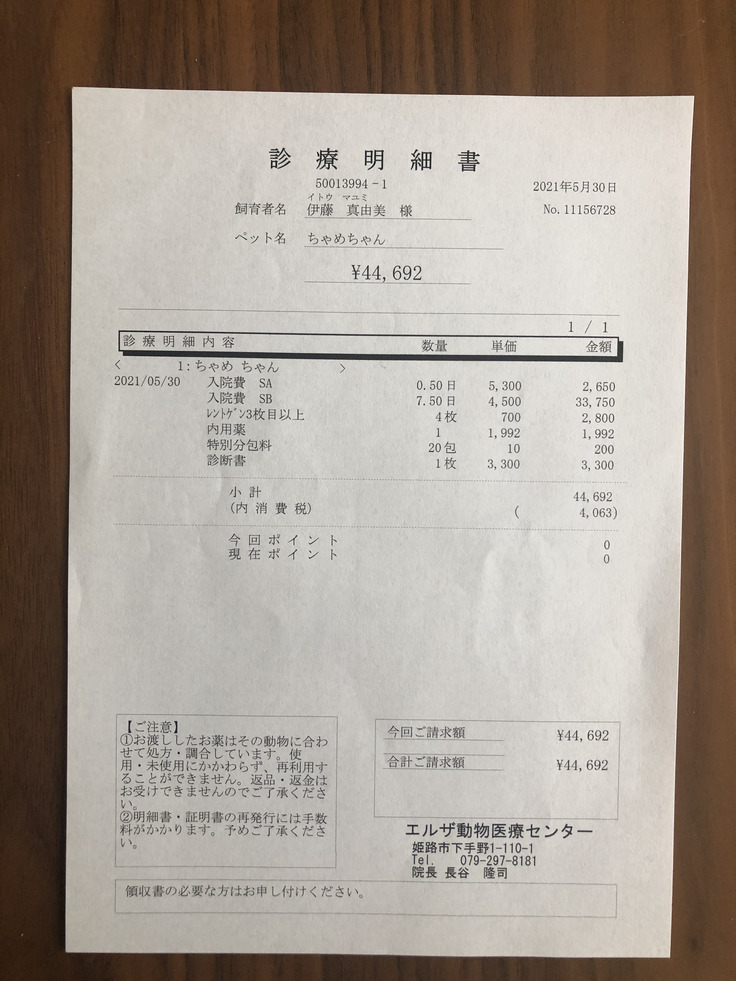 診療明細書
50013994-1
2021年5月30日
イトウ マユミ
飼育者名 伊藤 真由美 様
No.11156728
ペット名 ちゃめちゃん
¥44,692
1 / 1
診療明細内容 数量 単価 金額
< 1:ちゃめ ちゃん >
2021/05/30 入院費 SA 0.50日 5,300 2,650
入院費 SB 7.50日 4,500 33,750
ﾚﾝﾄｹﾞﾝ3枚目以上 4枚 700 2,800
内用薬 1 1,992 1,992
特別分包料 20包 10 200
診断書 1枚 3,300 3,300
小計 44,692
(内消費税) ( 4,063)
今回ポイント 0
現在ポイント 0
【ご注意】
①お渡ししたお薬はその動物に合わ
せて処方・調合しています。使
用・未使用にかかわらず、再利用す
ることができません。返品・返金は
お受けできませんのでご了承くださ
い。
②明細書・証明書の再発行には手数
料がかかります。予めご了承くださ
い。
今回ご請求額 ¥44,692
合計ご請求額 ¥44,692
エルザ動物医療センター
姫路市下手野1-110-1
Tel. 079-297-8181
院長 長谷 隆司
領収書の必要な方はお申し付けください。